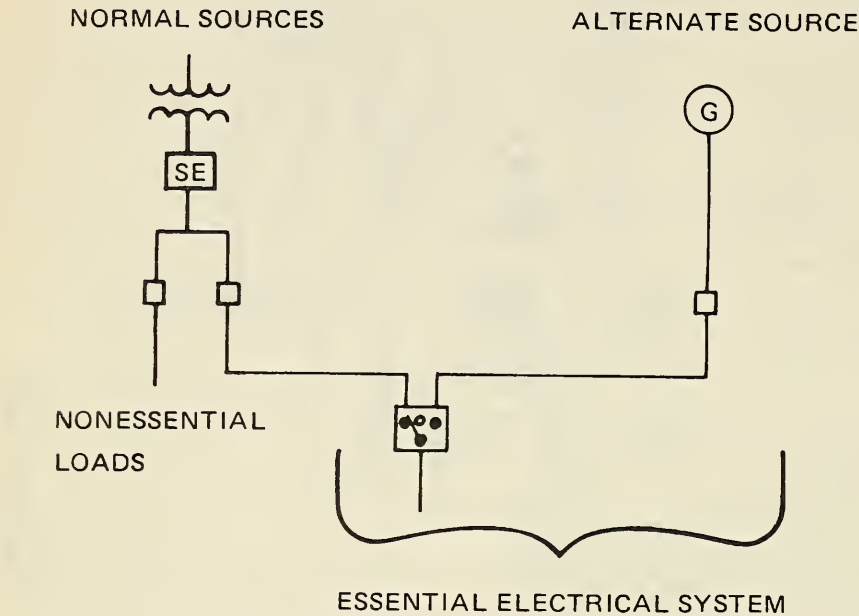 NORMAL SOURCES
ALTERNATE SOURCE
G
SE
NONESSENTIAL
LOADS
ESSENTIAL ELECTRICAL SYSTEM